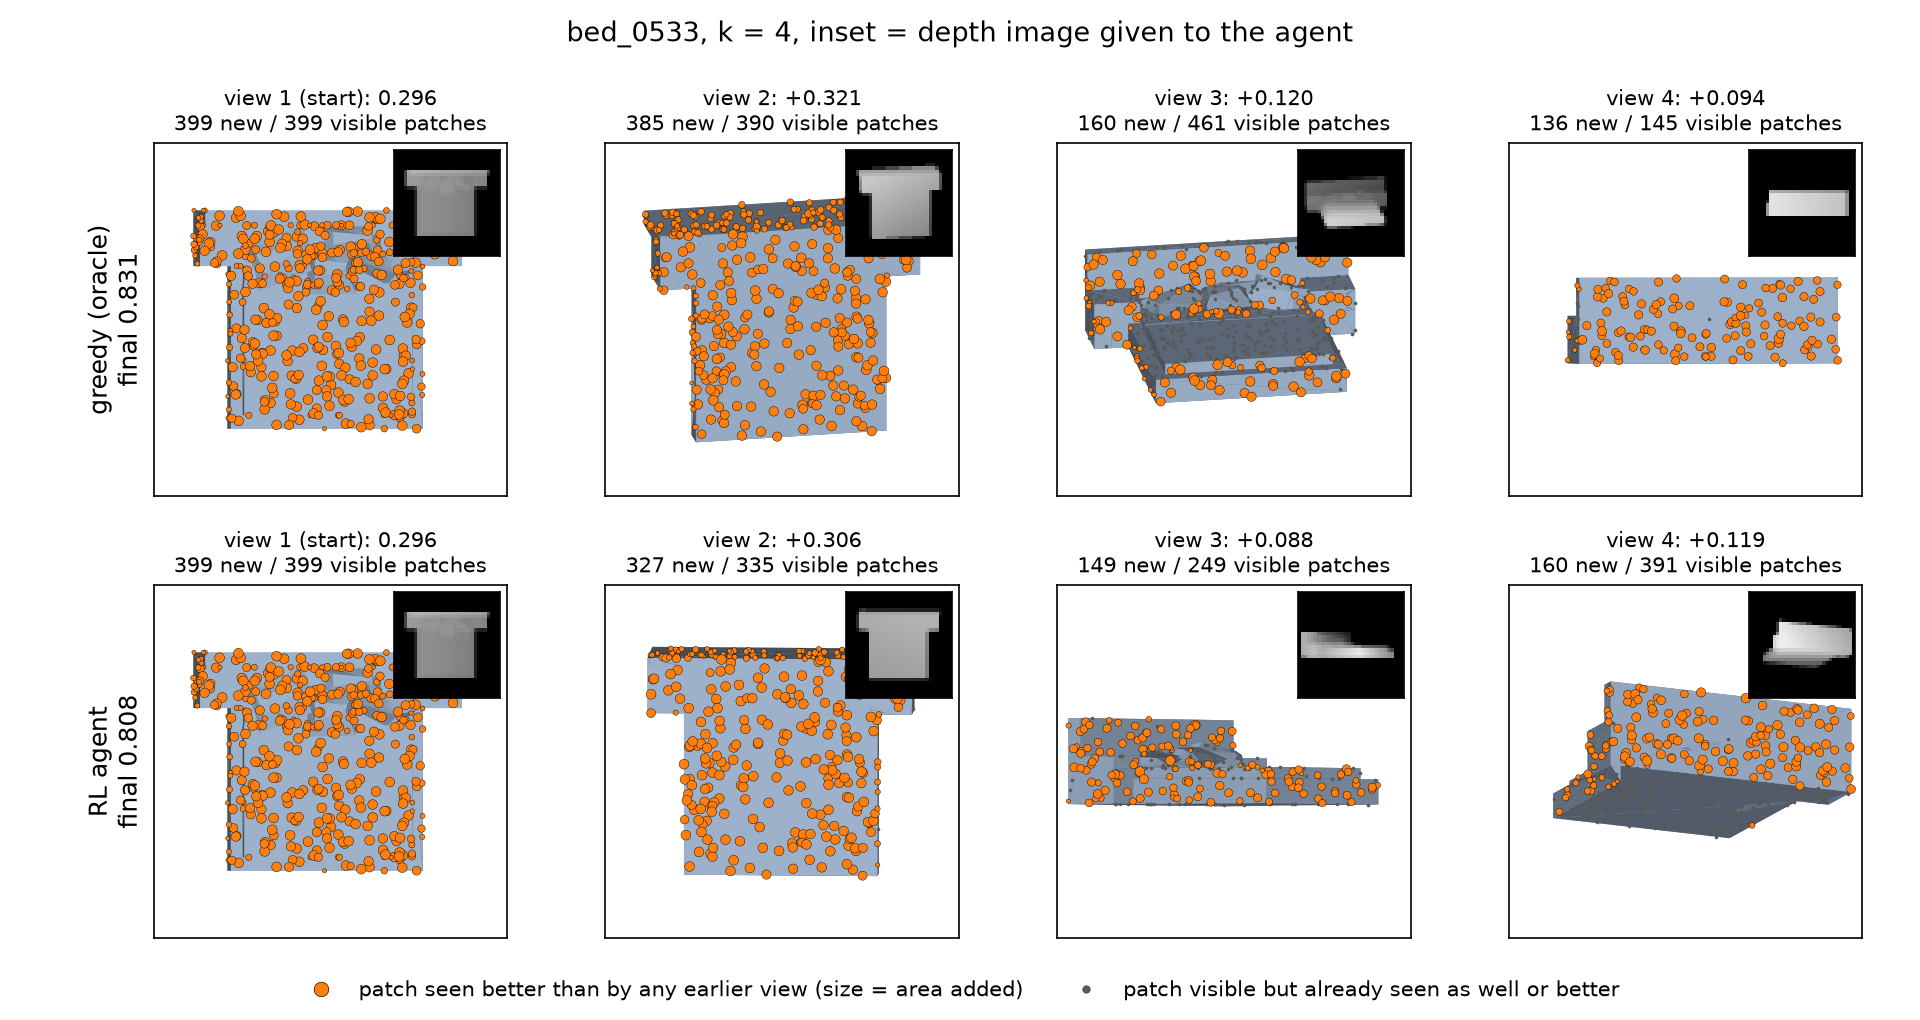 bed_0533, k = 4, inset = depth image given to the agent
view 1 (start): 0.296
399 new / 399 visible patches
view 2: +0.321
385 new / 390 visible patches
view 3: +0.120
160 new / 461 visible patches
view 4: +0.094
136 new / 145 visible patches
greedy (oracle)
final 0.831
view 1 (start): 0.296
399 new / 399 visible patches
view 2: +0.306
327 new / 335 visible patches
view 3: +0.088
149 new / 249 visible patches
view 4: +0.119
160 new / 391 visible patches
RL agent
final 0.808
patch seen better than by any earlier view (size = area added)
patch visible but already seen as well or better